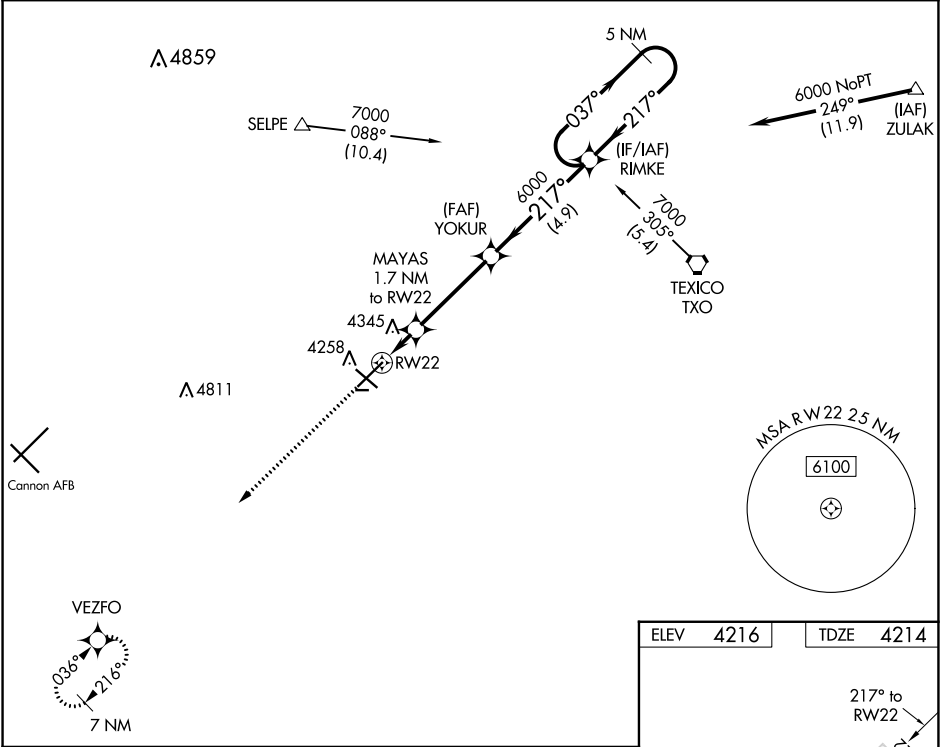 4859
5 NM
SELPE
7000
088°
(10.4)
037°
217°
6000 NoPT
249°
(11.9)
(IAF)
ZULAK
(IF/IAF)
RIMKE
6000
217°
(4.9)
7000
305°
(5.4)
(FAF)
YOKUR
TEXICO
TXO
MAYAS
1.7 NM
to RW22
4345
4258
RW22
4811
Cannon AFB
MSA RW22 25 NM
6100
VEZFO
036°
216°
7 NM
ELEV 4216
TDZE 4214
217° to
RW22